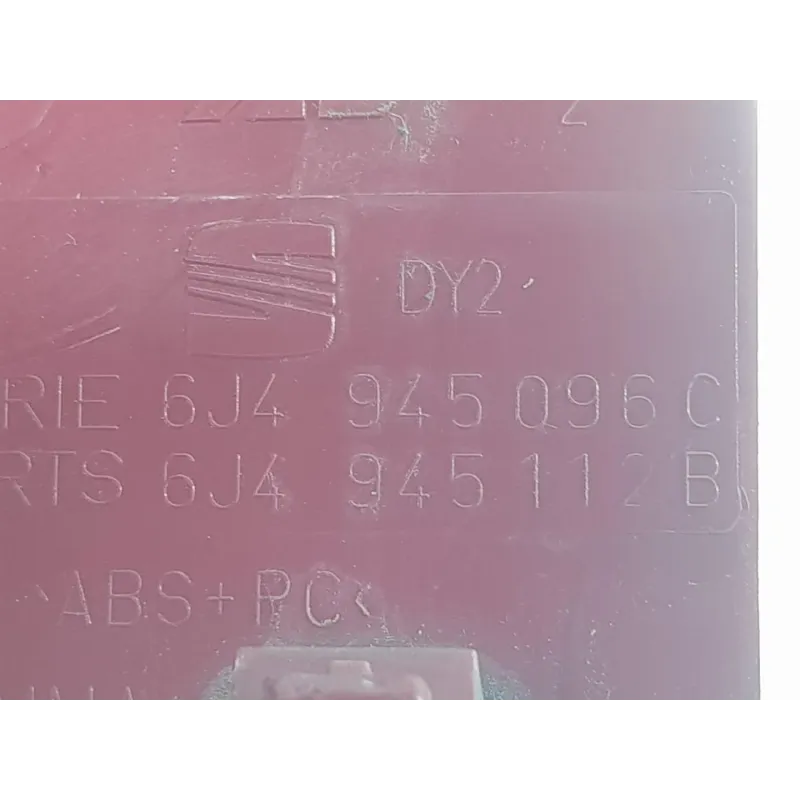 DY2
RIE 6J4 945 096 C
RTS 6J4 945 112 B
>ABS+PC<